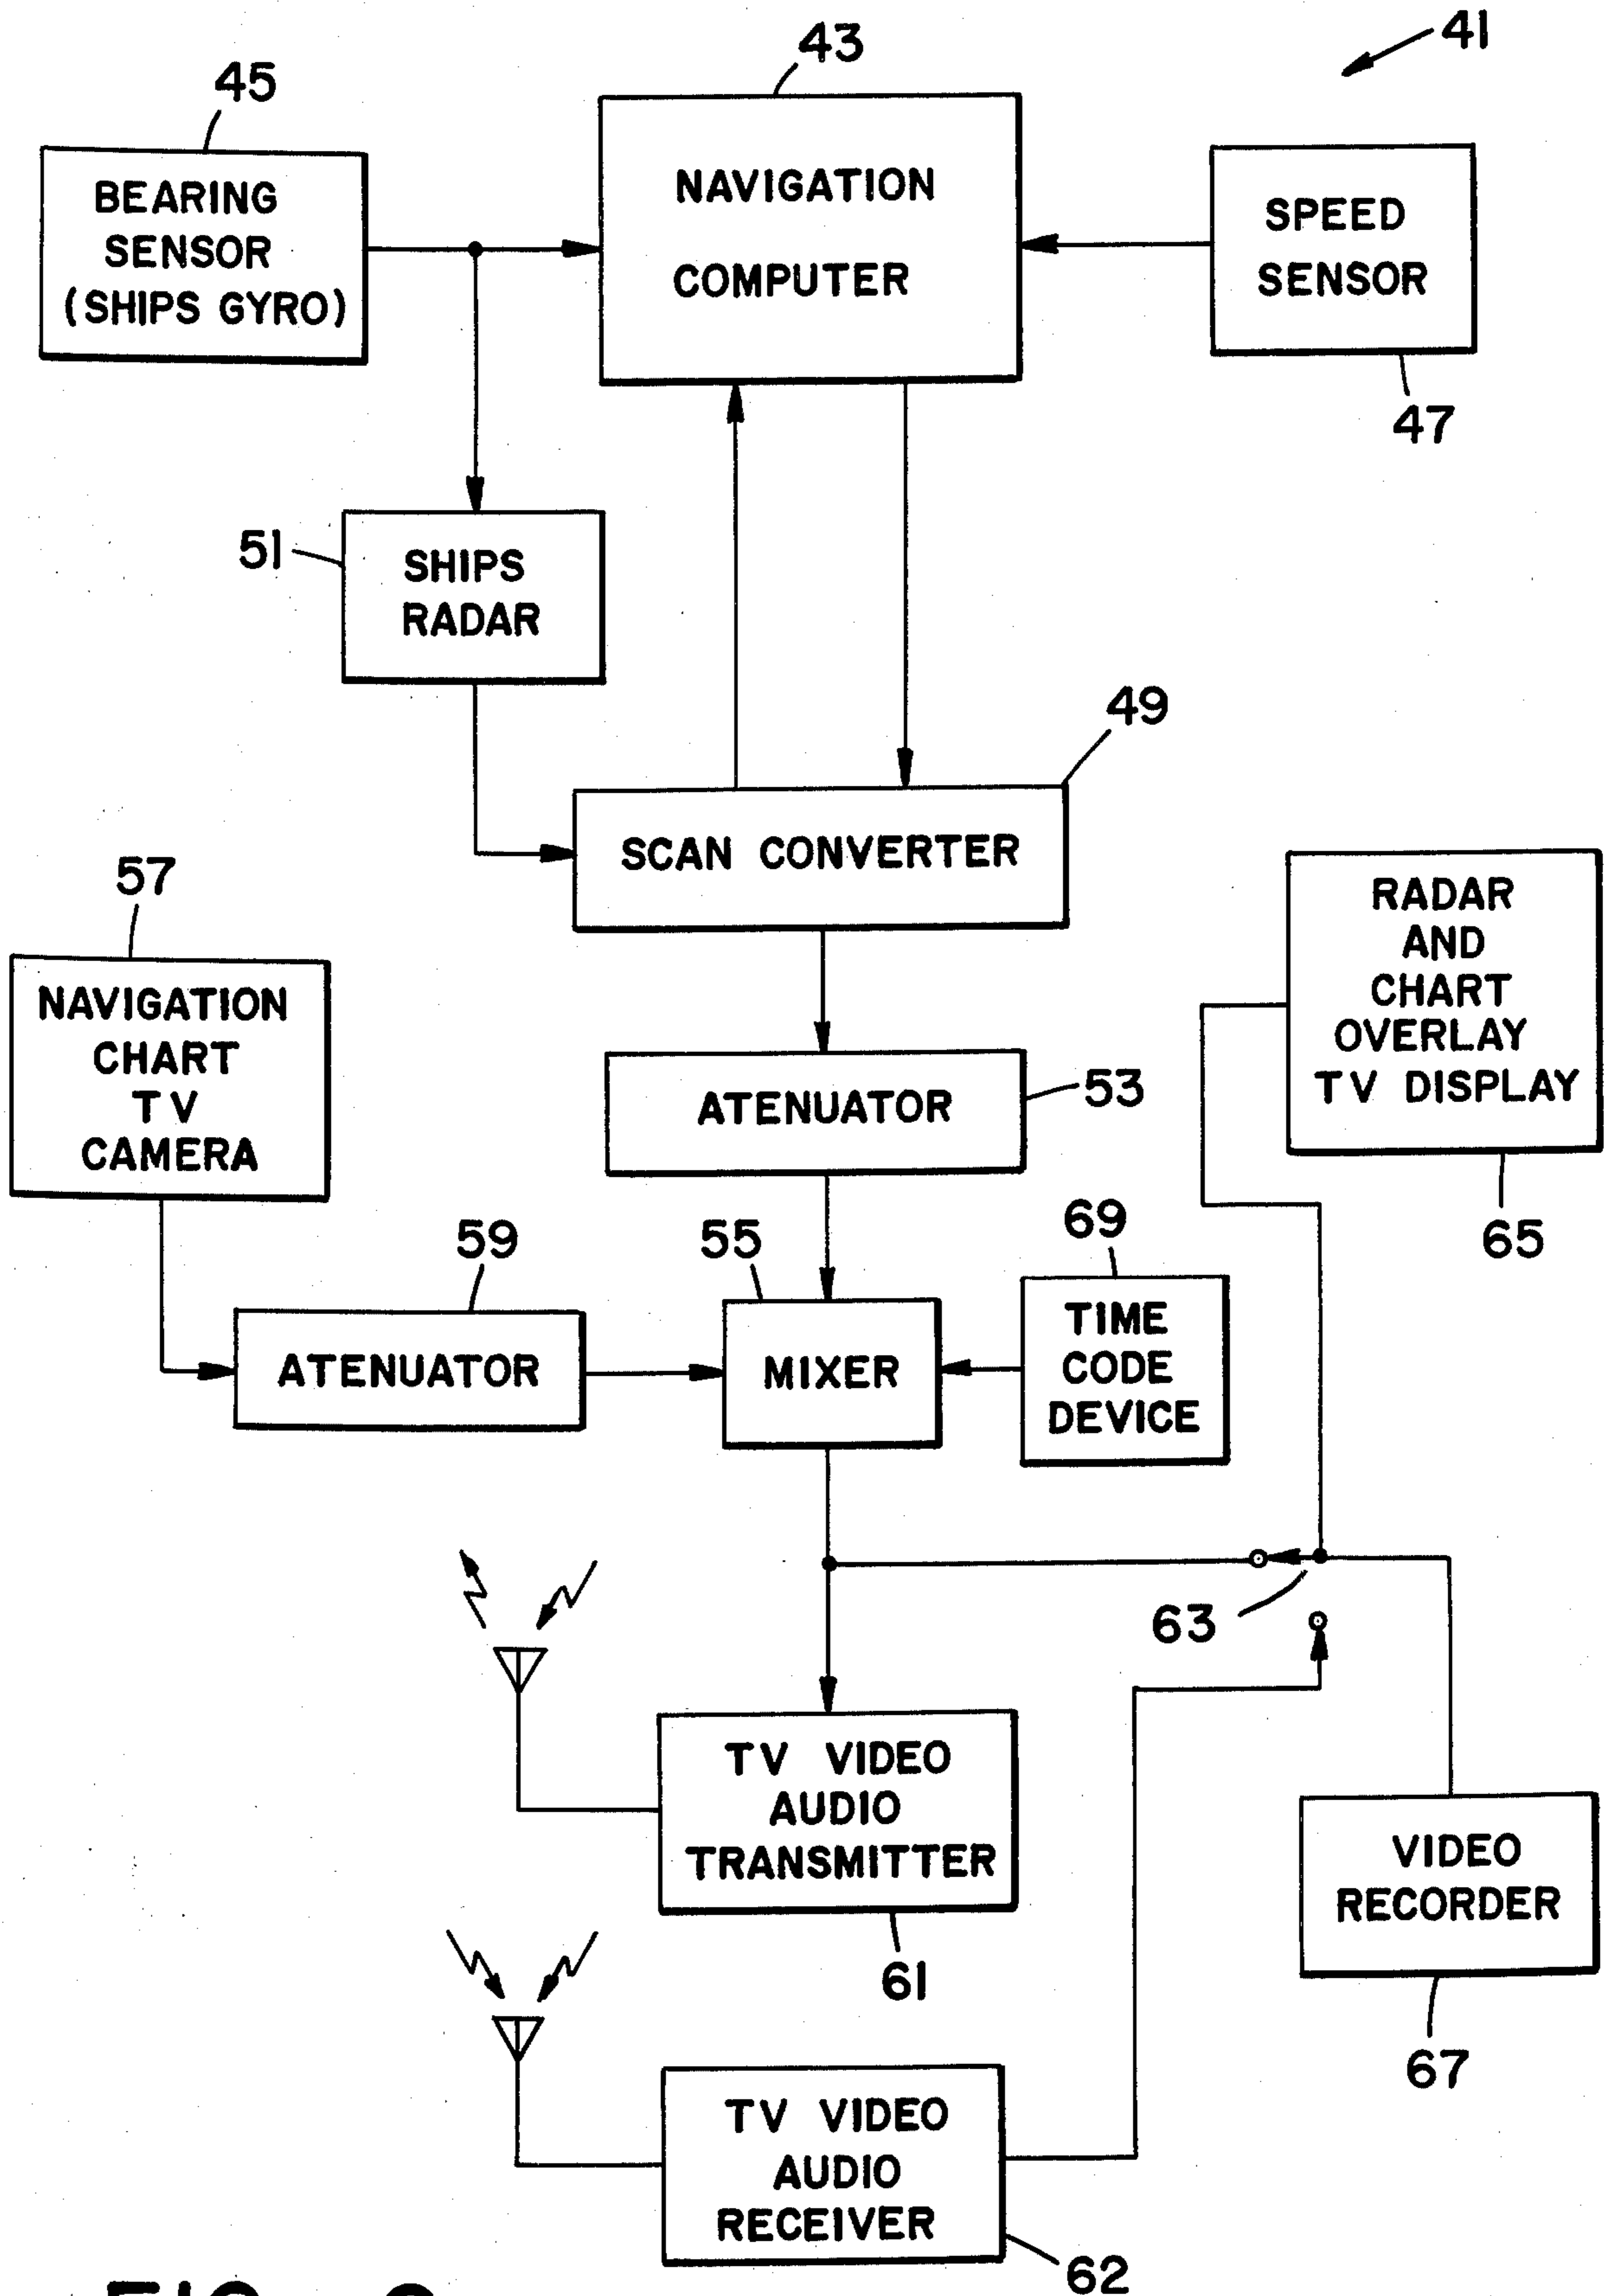 41
43
45
BEARING
SENSOR
(SHIPS GYRO)
NAVIGATION
COMPUTER
SPEED
SENSOR
47
51
SHIPS
RADAR
49
SCAN CONVERTER
57
NAVIGATION
CHART
TV
CAMERA
RADAR
AND
CHART
OVERLAY
TV DISPLAY
65
ATENUATOR
53
59
ATENUATOR
55
MIXER
69
TIME
CODE
DEVICE
63
TV VIDEO
AUDIO
TRANSMITTER
61
VIDEO
RECORDER
67
TV VIDEO
AUDIO
RECEIVER
62